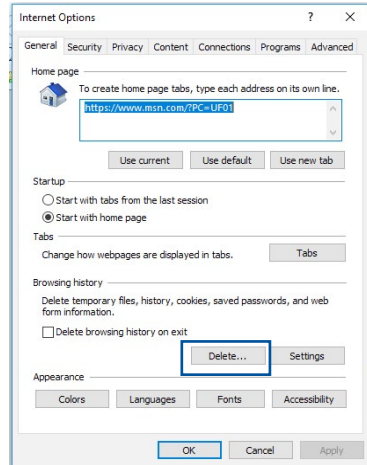 Internet Options ? X
General Security Privacy Content Connections Programs Advanced
Home page
To create home page tabs, type each address on its own line.
https://www.msn.com/?PC=UF01
Use current Use default Use new tab
Startup
Start with tabs from the last session
Start with home page
Tabs
Change how webpages are displayed in tabs. Tabs
Browsing history
Delete temporary files, history, cookies, saved passwords, and web
form information.
Delete browsing history on exit
Delete... Settings
Appearance
Colors Languages Fonts Accessibility
OK Cancel Apply